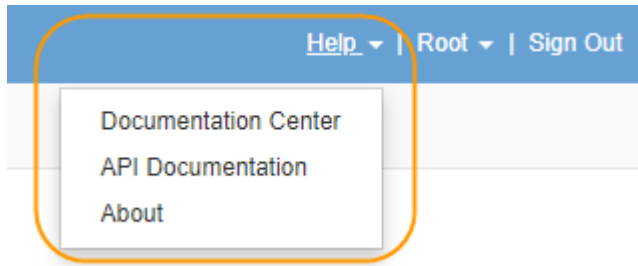 Help | Root | Sign Out
Documentation Center
API Documentation
About